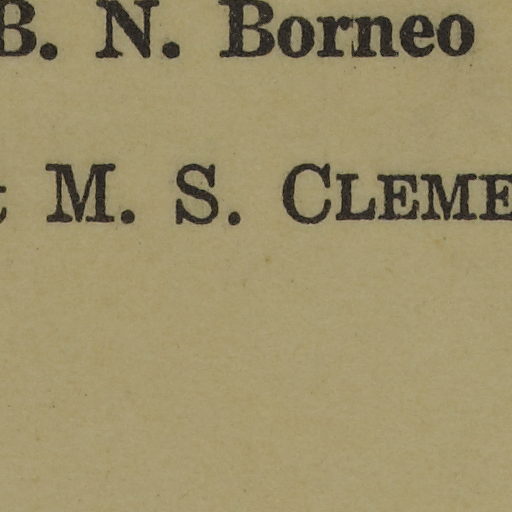 B. N. Borneo
M. S. CLEME